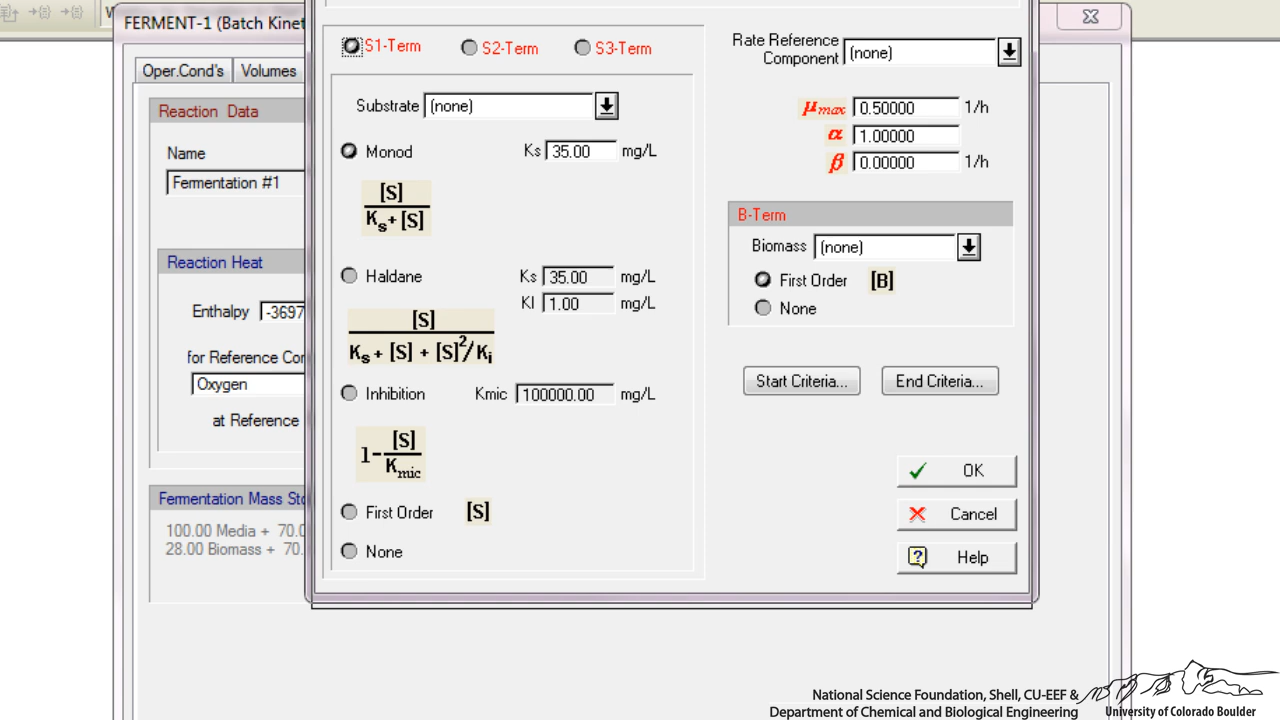 FERMENT-1 (Batch Kinet
Oper.Cond's
Volumes
Reaction Data
Name
Fermentation #1
Reaction Heat
Enthalpy -3697
for Reference Cor
Oxygen
at Reference
Fermentation Mass Sto
100.00 Media + 70.0
28.00 Biomass + 70.
S1-Term
S2-Term
S3-Term
Substrate (none)
Monod
Ks 35.00 mg/L
[S]
Ks + [S]
Haldane
Ks 35.00 mg/L
KI 1.00 mg/L
[S]
Ks + [S] + [S]²/Ki
Inhibition
Kmic 100000.00 mg/L
1 - [S]
Kmic
First Order [S]
None
Rate Reference
Component (none)
μmax 0.50000 1/h
α 1.00000
β 0.00000 1/h
B-Term
Biomass (none)
First Order [B]
None
Start Criteria...
End Criteria...
OK
Cancel
Help
National Science Foundation, Shell, CU-EEF &
Department of Chemical and Biological Engineering
University of Colorado Boulder